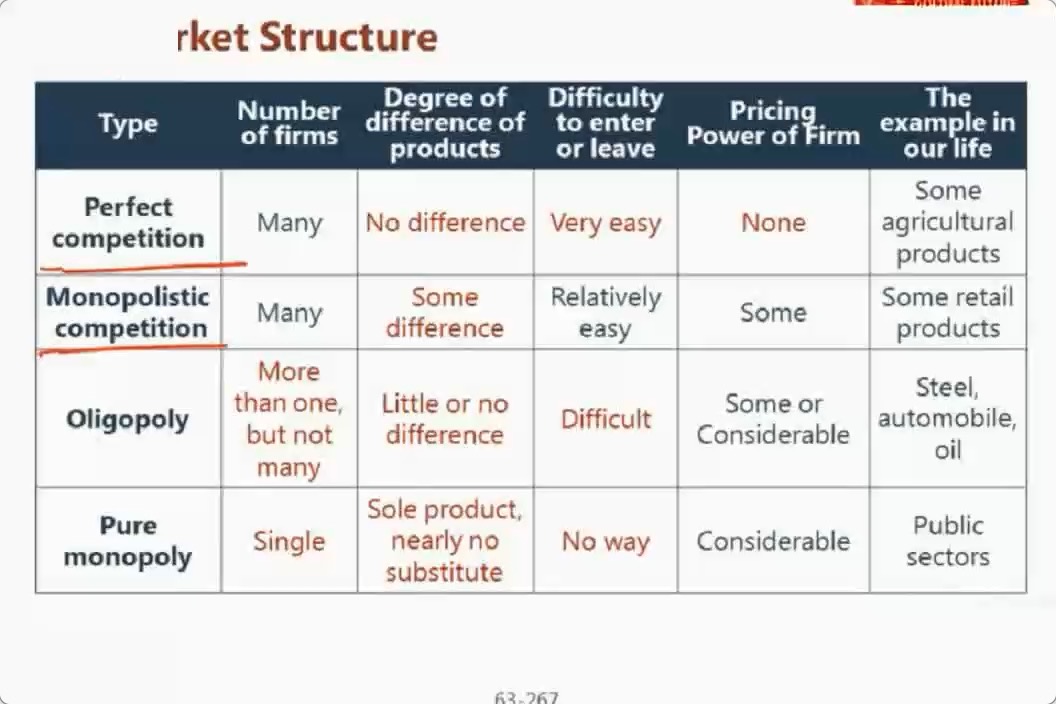 rket Structure
Type
Number
of firms
Degree of
difference of
products
Difficulty
to enter
or leave
Pricing
Power of Firm
The
example in
our life
Perfect
competition
Many
No difference
Very easy
None
Some
agricultural
products
Monopolistic
competition
Many
Some
difference
Relatively
easy
Some
Some retail
products
Oligopoly
More
than one,
but not
many
Little or no
difference
Difficult
Some or
Considerable
Steel,
automobile,
oil
Pure
monopoly
Single
Sole product,
nearly no
substitute
No way
Considerable
Public
sectors
63-267